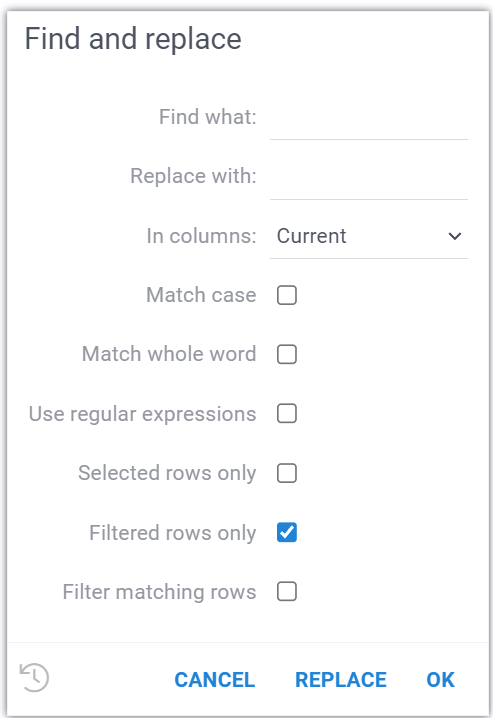 Find and replace
Find what:
Replace with:
In columns: Current
Match case
Match whole word
Use regular expressions
Selected rows only
Filtered rows only
Filter matching rows
CANCEL REPLACE OK